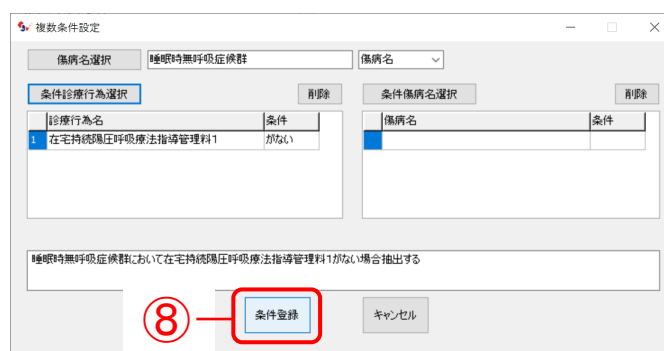 複数条件設定
傷病名選択 睡眠時無呼吸症候群 傷病名
条件診療行為選択 削除 条件傷病名選択 削除
診療行為名 条件 傷病名 条件
1 在宅持続陽圧呼吸療法指導管理料1 がない
睡眠時無呼吸症候群において在宅持続陽圧呼吸療法指導管理料1がない場合抽出する
⑧ 条件登録 キャンセル